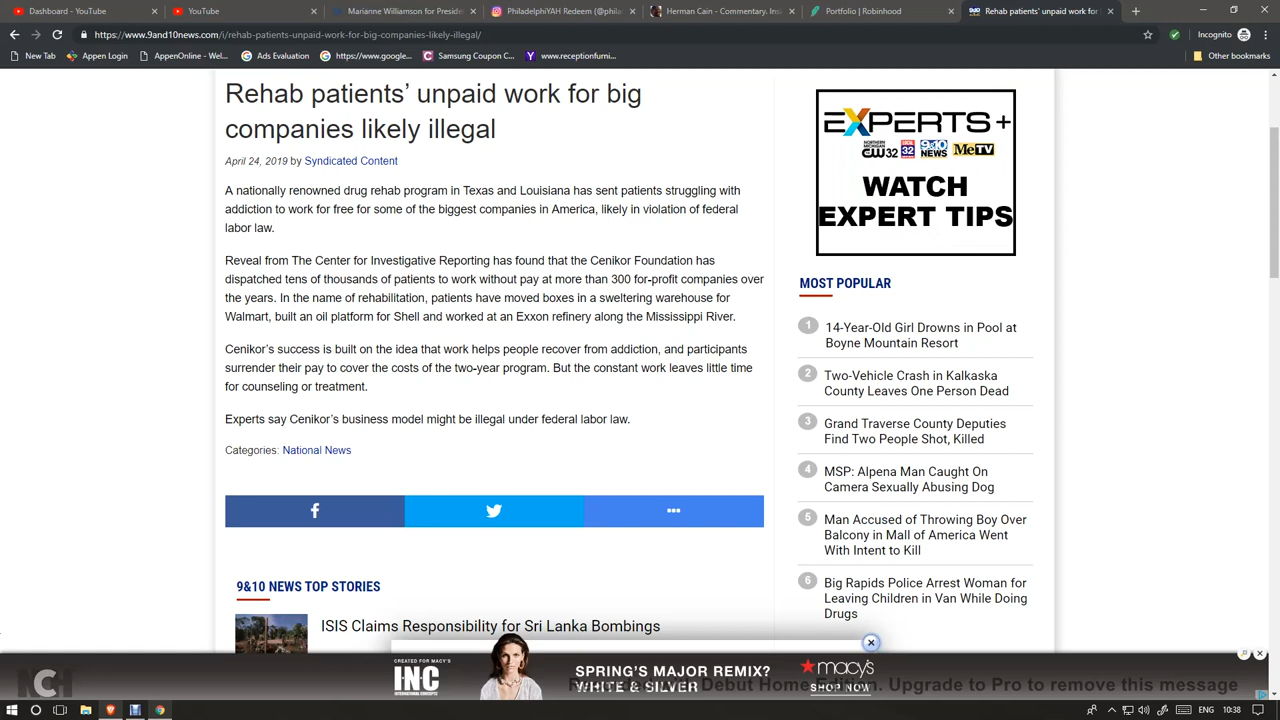 Dashboard - YouTube
YouTube
Marianne Williamson for Preside
PhiladelphiYAH Redeem (@phila
Herman Cain - Commentary. Ins
Portfolio | Robinhood
Rehab patients' unpaid work for
https://www.9and10news.com/i/rehab-patients-unpaid-work-for-big-companies-likely-illegal/
Incognito
New Tab
Appen Login
AppenOnline - Wel...
Ads Evaluation
https://www.google...
Samsung Coupon C...
www.receptionfurni...
Other bookmarks
Rehab patients’ unpaid work for big
companies likely illegal
April 24, 2019 by Syndicated Content
A nationally renowned drug rehab program in Texas and Louisiana has sent patients struggling with
addiction to work for free for some of the biggest companies in America, likely in violation of federal
labor law.
Reveal from The Center for Investigative Reporting has found that the Cenikor Foundation has
dispatched tens of thousands of patients to work without pay at more than 300 for-profit companies over
the years. In the name of rehabilitation, patients have moved boxes in a sweltering warehouse for
Walmart, built an oil platform for Shell and worked at an Exxon refinery along the Mississippi River.
Cenikor’s success is built on the idea that work helps people recover from addiction, and participants
surrender their pay to cover the costs of the two-year program. But the constant work leaves little time
for counseling or treatment.
Experts say Cenikor’s business model might be illegal under federal labor law.
Categories: National News
9&10 NEWS TOP STORIES
ISIS Claims Responsibility for Sri Lanka Bombings
EXPERTS+
NORTHERN MICHIGAN
CW32
32
9&10 NEWS
MeTV
WATCH
EXPERT TIPS
MOST POPULAR
1
14-Year-Old Girl Drowns in Pool at
Boyne Mountain Resort
2
Two-Vehicle Crash in Kalkaska
County Leaves One Person Dead
3
Grand Traverse County Deputies
Find Two People Shot, Killed
4
MSP: Alpena Man Caught On
Camera Sexually Abusing Dog
5
Man Accused of Throwing Boy Over
Balcony in Mall of America Went
With Intent to Kill
6
Big Rapids Police Arrest Woman for
Leaving Children in Van While Doing
Drugs
NCH
CREATED FOR MACY'S
INC
INTERNATIONAL CONCEPTS
SPRING'S MAJOR REMIX?
WHITE & SILVER
macy's
SHOP NOW
Debut Home Edition. Upgrade to Pro to remove this message
ENG
10:38